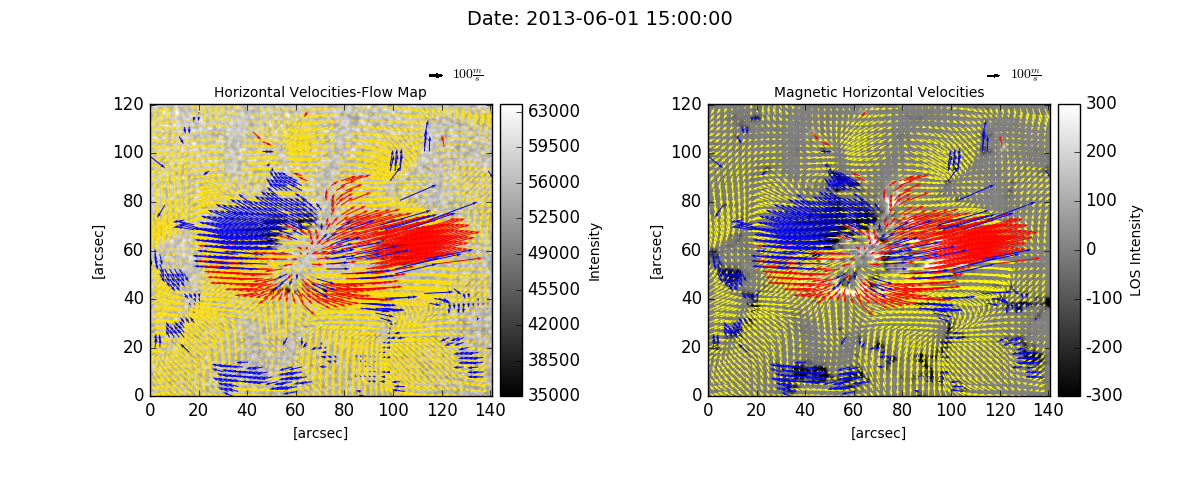 Date: 2013-06-01 15:00:00
100 m/s
100 m/s
Horizontal Velocities-Flow Map
Magnetic Horizontal Velocities
120
100
80
60
40
20
0
[arcsec]
0 20 40 60 80 100 120 140
[arcsec]
63000
59500
56000
52500
49000
45500
42000
38500
35000
Intensity
120
100
80
60
40
20
0
[arcsec]
0 20 40 60 80 100 120 140
[arcsec]
300
200
100
0
-100
-200
-300
LOS Intensity